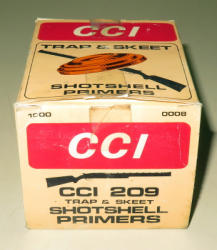 CCI
TRAP & SKEET
SHOTSHELL
PRIMERS
1000 0008
CCI
CCI 209
TRAP & SKEET
SHOTSHELL
PRIMERS